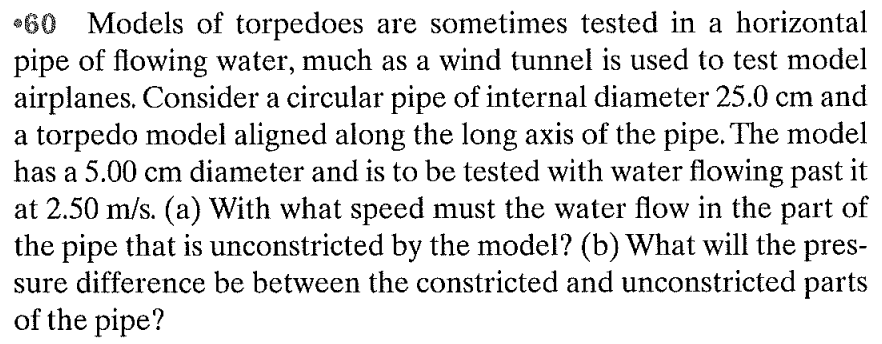 •60 Models of torpedoes are sometimes tested in a horizontal
pipe of flowing water, much as a wind tunnel is used to test model
airplanes. Consider a circular pipe of internal diameter 25.0 cm and
a torpedo model aligned along the long axis of the pipe. The model
has a 5.00 cm diameter and is to be tested with water flowing past it
at 2.50 m/s. (a) With what speed must the water flow in the part of
the pipe that is unconstricted by the model? (b) What will the pres-
sure difference be between the constricted and unconstricted parts
of the pipe?